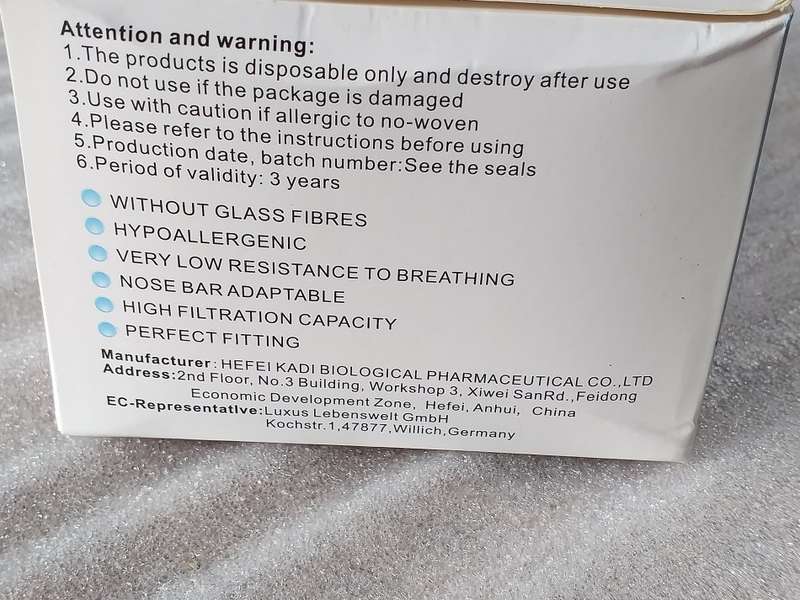 Attention and warning:
1.The products is disposable only and destroy after use
2.Do not use if the package is damaged
3.Use with caution if allergic to no-woven
4.Please refer to the instructions before using
5.Production date, batch number:See the seals
6.Period of validity: 3 years
WITHOUT GLASS FIBRES
HYPOALLERGENIC
VERY LOW RESISTANCE TO BREATHING
NOSE BAR ADAPTABLE
HIGH FILTRATION CAPACITY
PERFECT FITTING
Manufacturer: HEFEI KADI BIOLOGICAL PHARMACEUTICAL CO.,LTD
Address:2nd Floor, No.3 Building, Workshop 3, Xiwei SanRd.,Feidong
Economic Development Zone, Hefei, Anhui, China
EC-Representatlve:Luxus Lebenswelt GmbH
Kochstr.1,47877,Willich,Germany